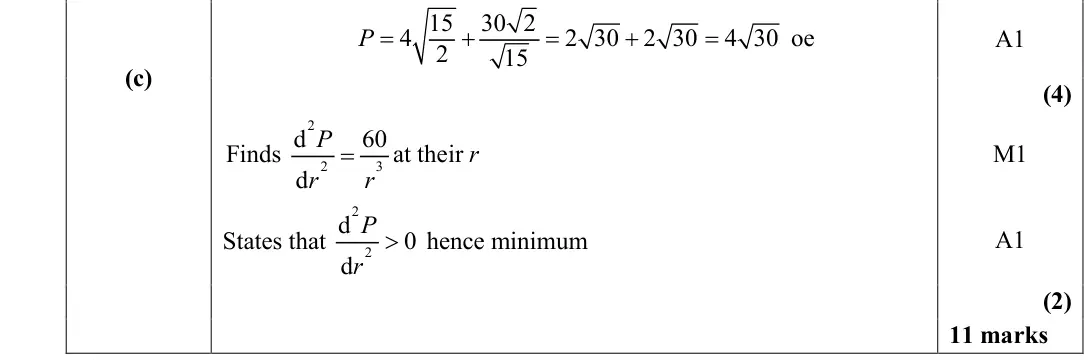 P = 4√(15/2) + 30√2/√15 = 2√30 + 2√30 = 4√30 oe A1
(c)
(4)
Finds d²P/dr² = 60/r³ at their r M1
States that d²P/dr² > 0 hence minimum A1
(2)
11 marks